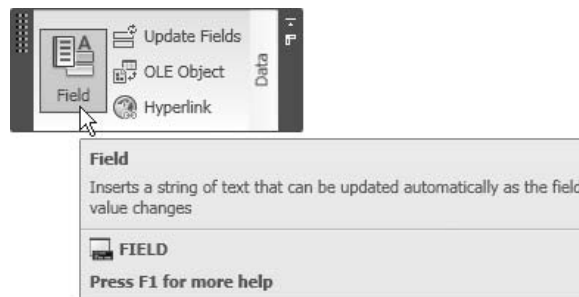 Update Fields
OLE Object
Hyperlink
Field
Data
Field
Inserts a string of text that can be updated automatically as the field
value changes
FIELD
Press F1 for more help